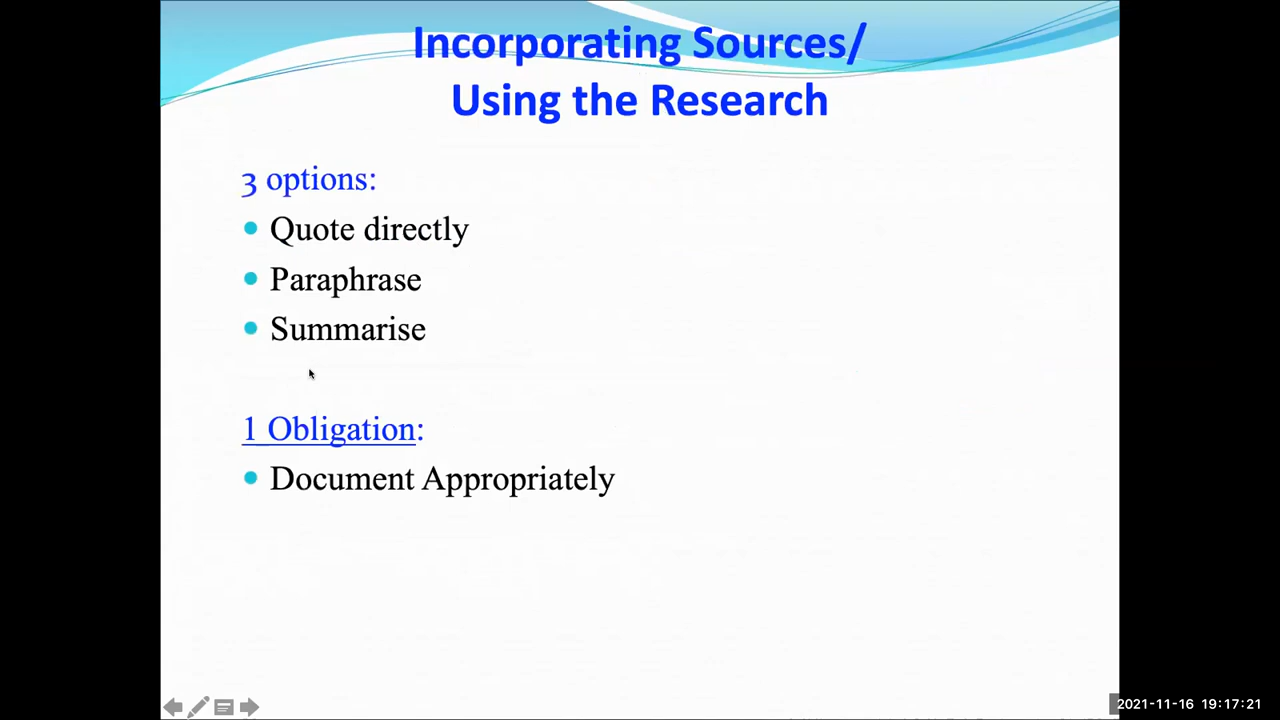 Incorporating Sources/
Using the Research
3 options:
Quote directly
Paraphrase
Summarise
1 Obligation:
Document Appropriately
2021-11-16 19:17:21